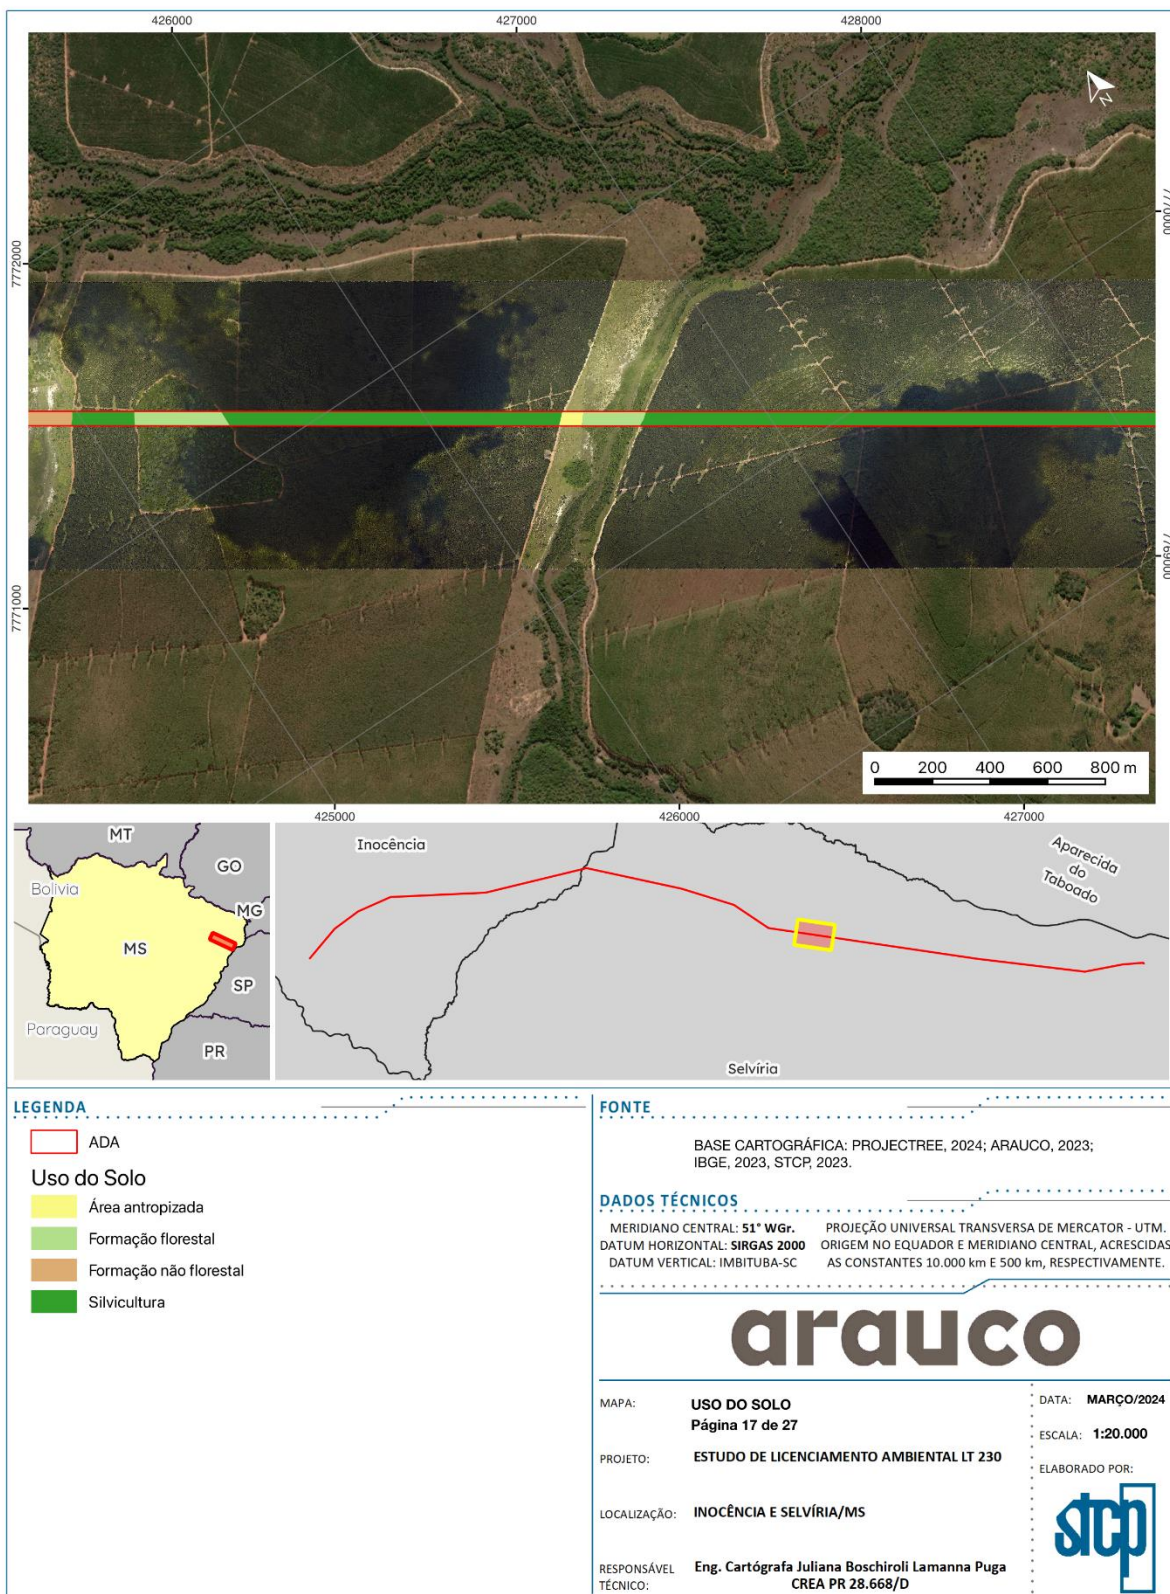 426000
427000
428000
N
7772000
7770000
7771000
7769000
0 200 400 600 800 m
425000
426000
427000
MT
GO
Bolivia
MG
MS
SP
Paraguay
PR
Inocência
Aparecida
do
Taboado
Selvíria
LEGENDA
ADA
Uso do Solo
Área antropizada
Formação florestal
Formação não florestal
Silvicultura
FONTE
BASE CARTOGRÁFICA: PROJECTREE, 2024; ARAUCO, 2023;
IBGE, 2023, STCP, 2023.
DADOS TÉCNICOS
MERIDIANO CENTRAL: 51° WGr.
DATUM HORIZONTAL: SIRGAS 2000
DATUM VERTICAL: IMBITUBA-SC
PROJEÇÃO UNIVERSAL TRANSVERSA DE MERCATOR - UTM.
ORIGEM NO EQUADOR E MERIDIANO CENTRAL, ACRESCIDAS
AS CONSTANTES 10.000 km E 500 km, RESPECTIVAMENTE.
arauco
MAPA: USO DO SOLO
Página 17 de 27
PROJETO: ESTUDO DE LICENCIAMENTO AMBIENTAL LT 230
LOCALIZAÇÃO: INOCÊNCIA E SELVÍRIA/MS
RESPONSÁVEL TÉCNICO: Eng. Cartógrafa Juliana Boschiroli Lamanna Puga
CREA PR 28.668/D
DATA: MARÇO/2024
ESCALA: 1:20.000
ELABORADO POR:
stcp